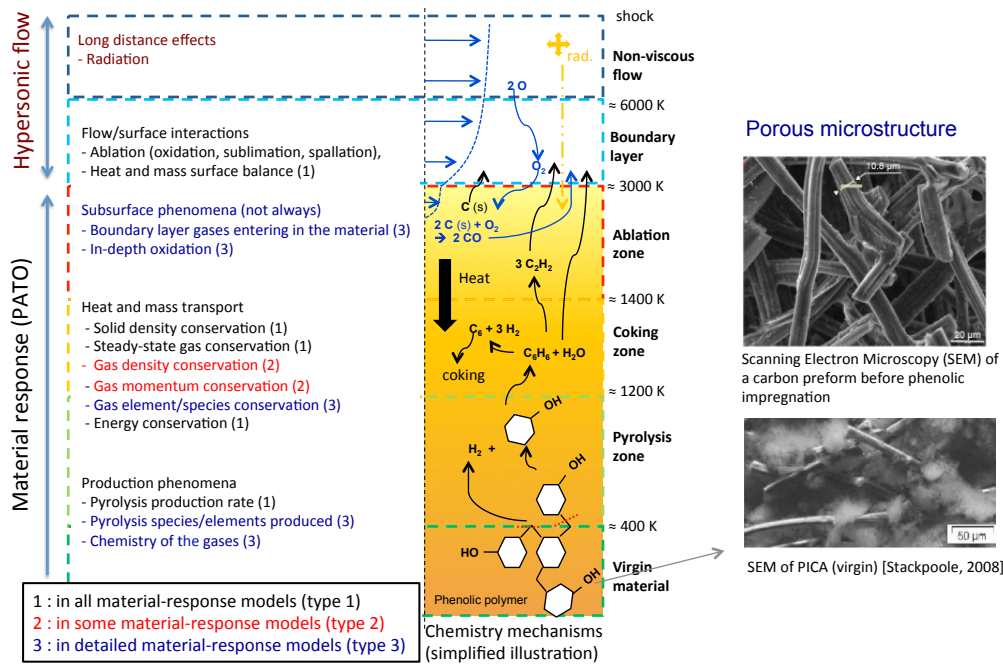 Hypersonic flow
Material response (PATO)
Long distance effects
- Radiation
Flow/surface interactions
- Ablation (oxidation, sublimation, spallation),
- Heat and mass surface balance (1)
Subsurface phenomena (not always)
- Boundary layer gases entering in the material (3)
- In-depth oxidation (3)
Heat and mass transport
- Solid density conservation (1)
- Steady-state gas conservation (1)
- Gas density conservation (2)
- Gas momentum conservation (2)
- Gas element/species conservation (3)
- Energy conservation (1)
Production phenomena
- Pyrolysis production rate (1)
- Pyrolysis species/elements produced (3)
- Chemistry of the gases (3)
1 : in all material-response models (type 1)
2 : in some material-response models (type 2)
3 : in detailed material-response models (type 3)
rad.
2 O
O2
C (s)
2 C (s) + O2
→ 2 CO
3 C2H2
Heat
C6 + 3 H2
C6H6 + H2O
coking
OH
H2 +
OH
HO
OH
Phenolic polymer
Chemistry mechanisms
(simplified illustration)
shock
Non-viscous
flow
≈ 6000 K
Boundary
layer
≈ 3000 K
Ablation
zone
≈ 1400 K
Coking
zone
≈ 1200 K
Pyrolysis
zone
≈ 400 K
Virgin
material
Porous microstructure
10.8 µm
20 µm
Scanning Electron Microscopy (SEM) of
a carbon preform before phenolic
impregnation
50 µm
SEM of PICA (virgin) [Stackpoole, 2008]